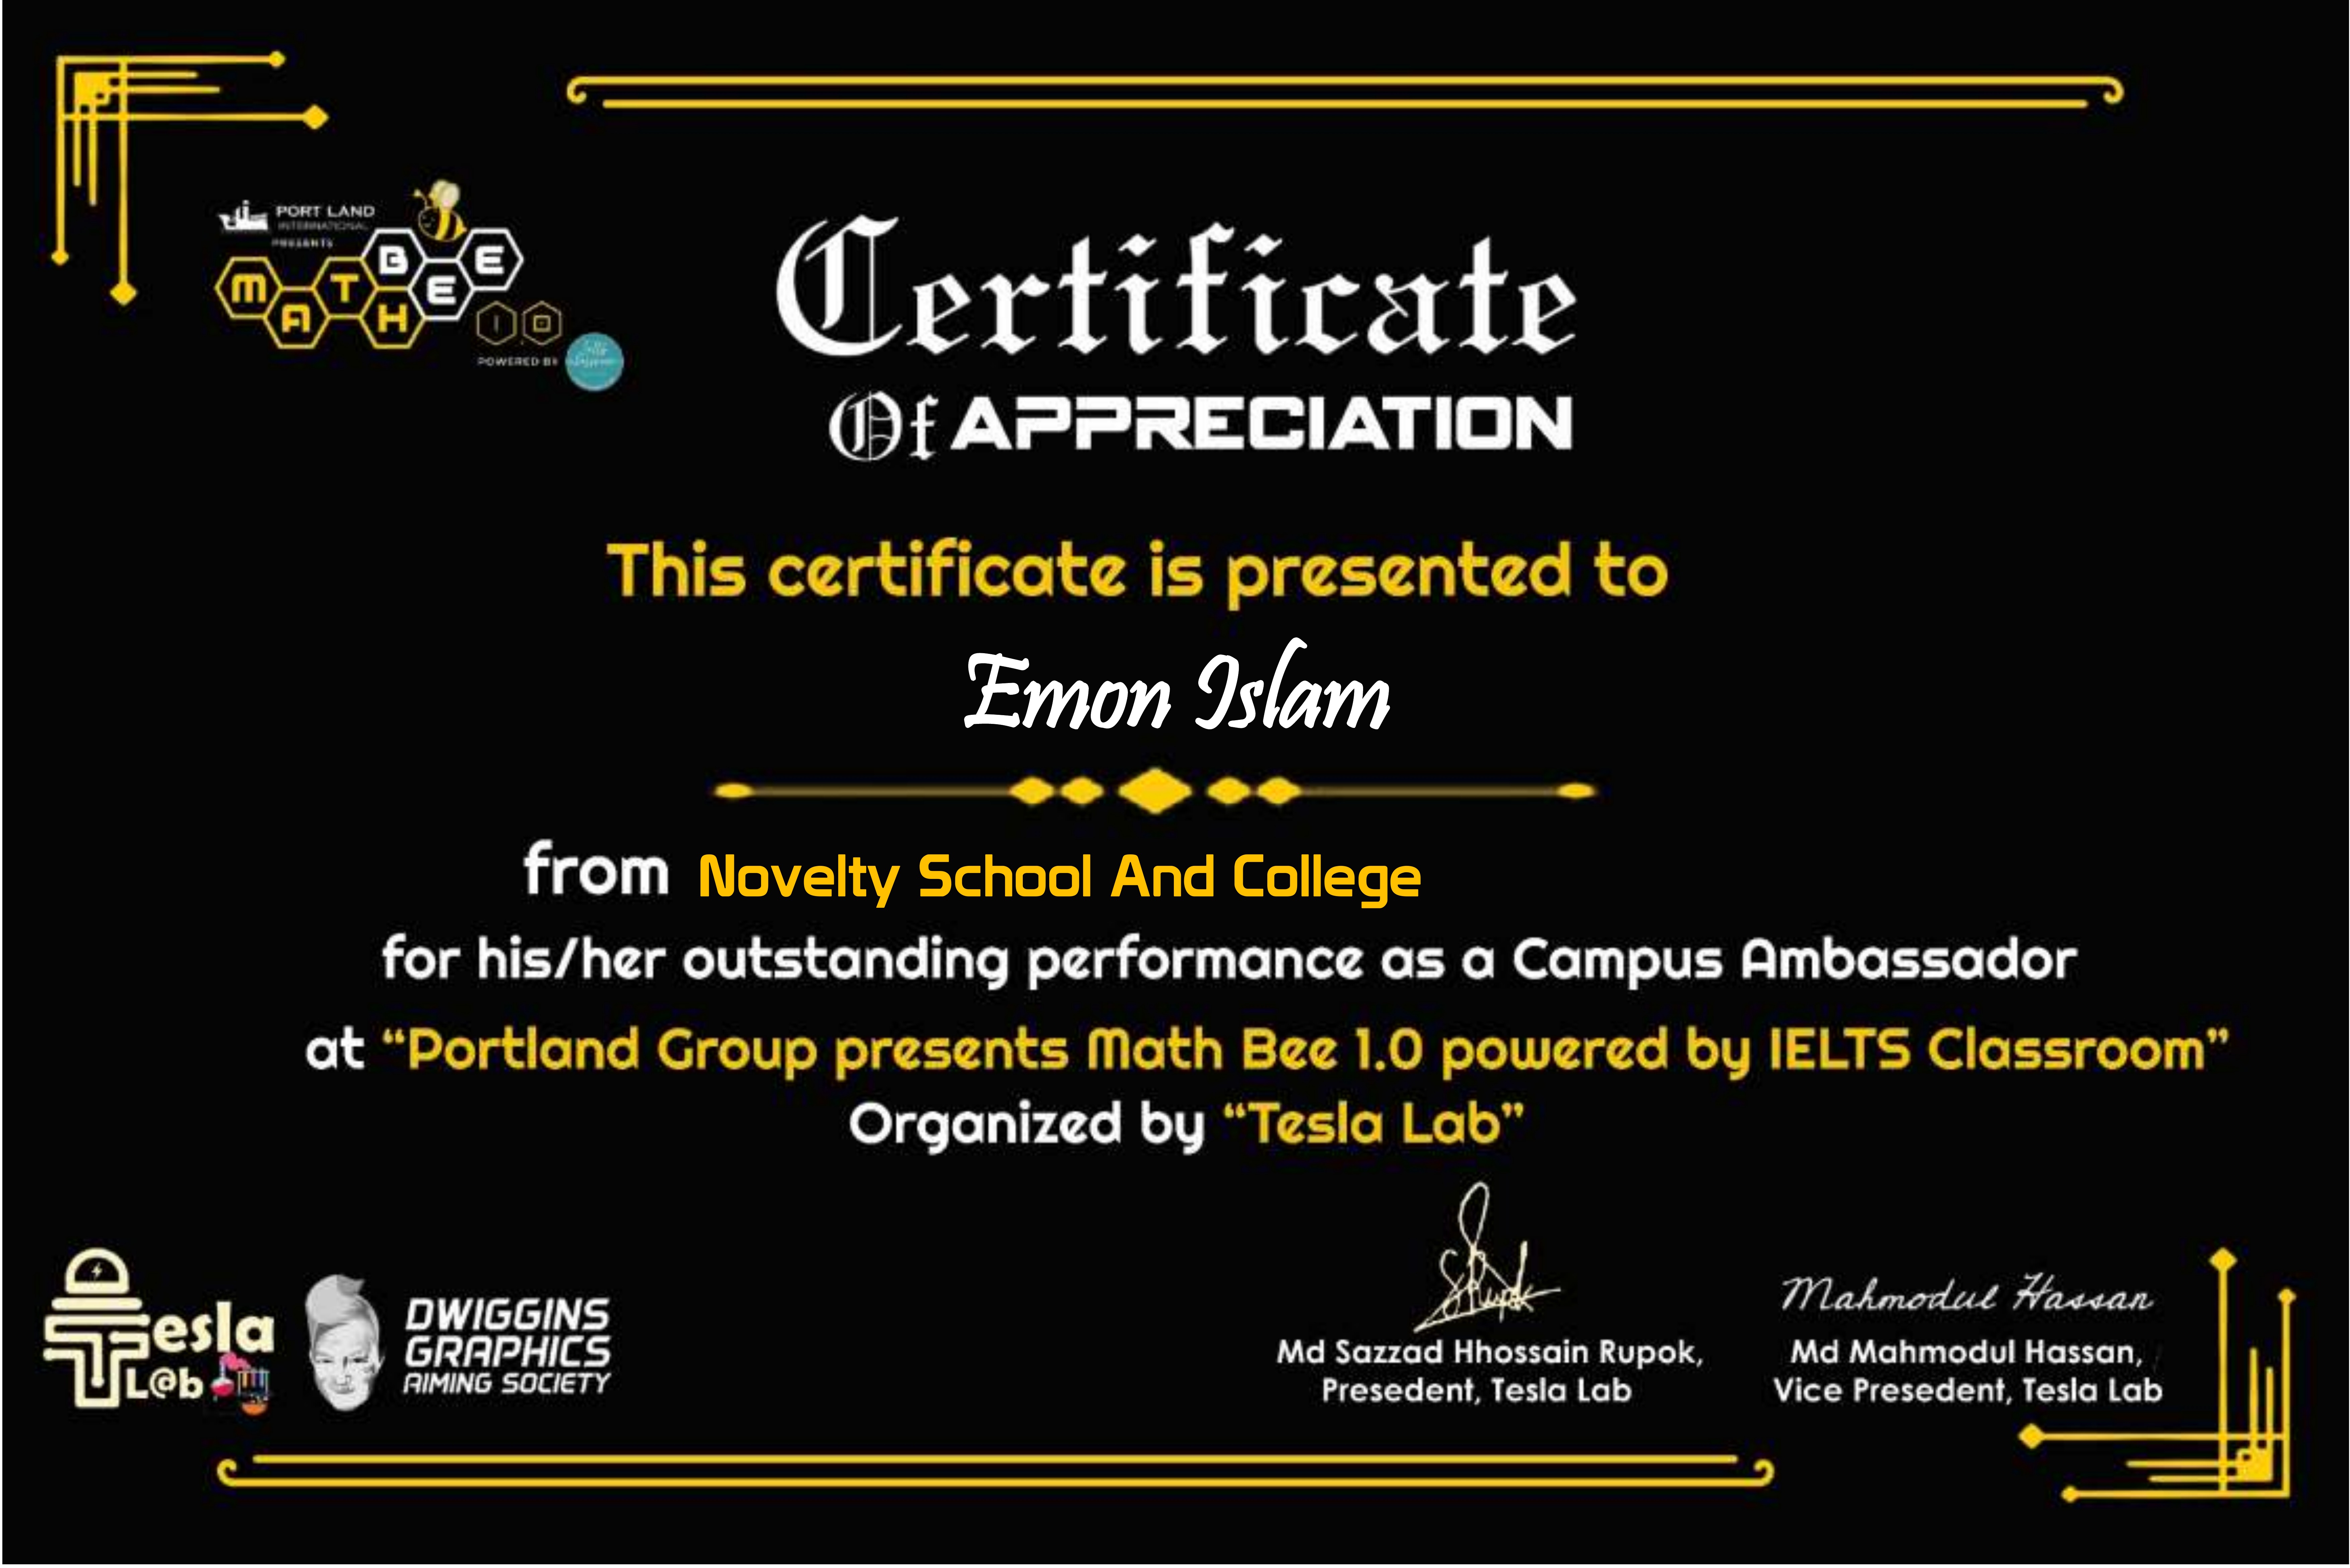 PORT LAND
INTERNATIONAL
PRESENTS
MATH BEE
1.0
POWERED BY
Certificate
Of APPRECIATION
This certificate is presented to
Emon Islam
from Novelty School And College
for his/her outstanding performance as a Campus Ambassador
at “Portland Group presents Math Bee 1.0 powered by IELTS Classroom”
Organized by “Tesla Lab”
Tesla
L@b
DWIGGINS
GRAPHICS
AIMING SOCIETY
Mahmodul Hassan
Md Sazzad Hhossain Rupok,
Presedent, Tesla Lab
Md Mahmodul Hassan,
Vice Presedent, Tesla Lab